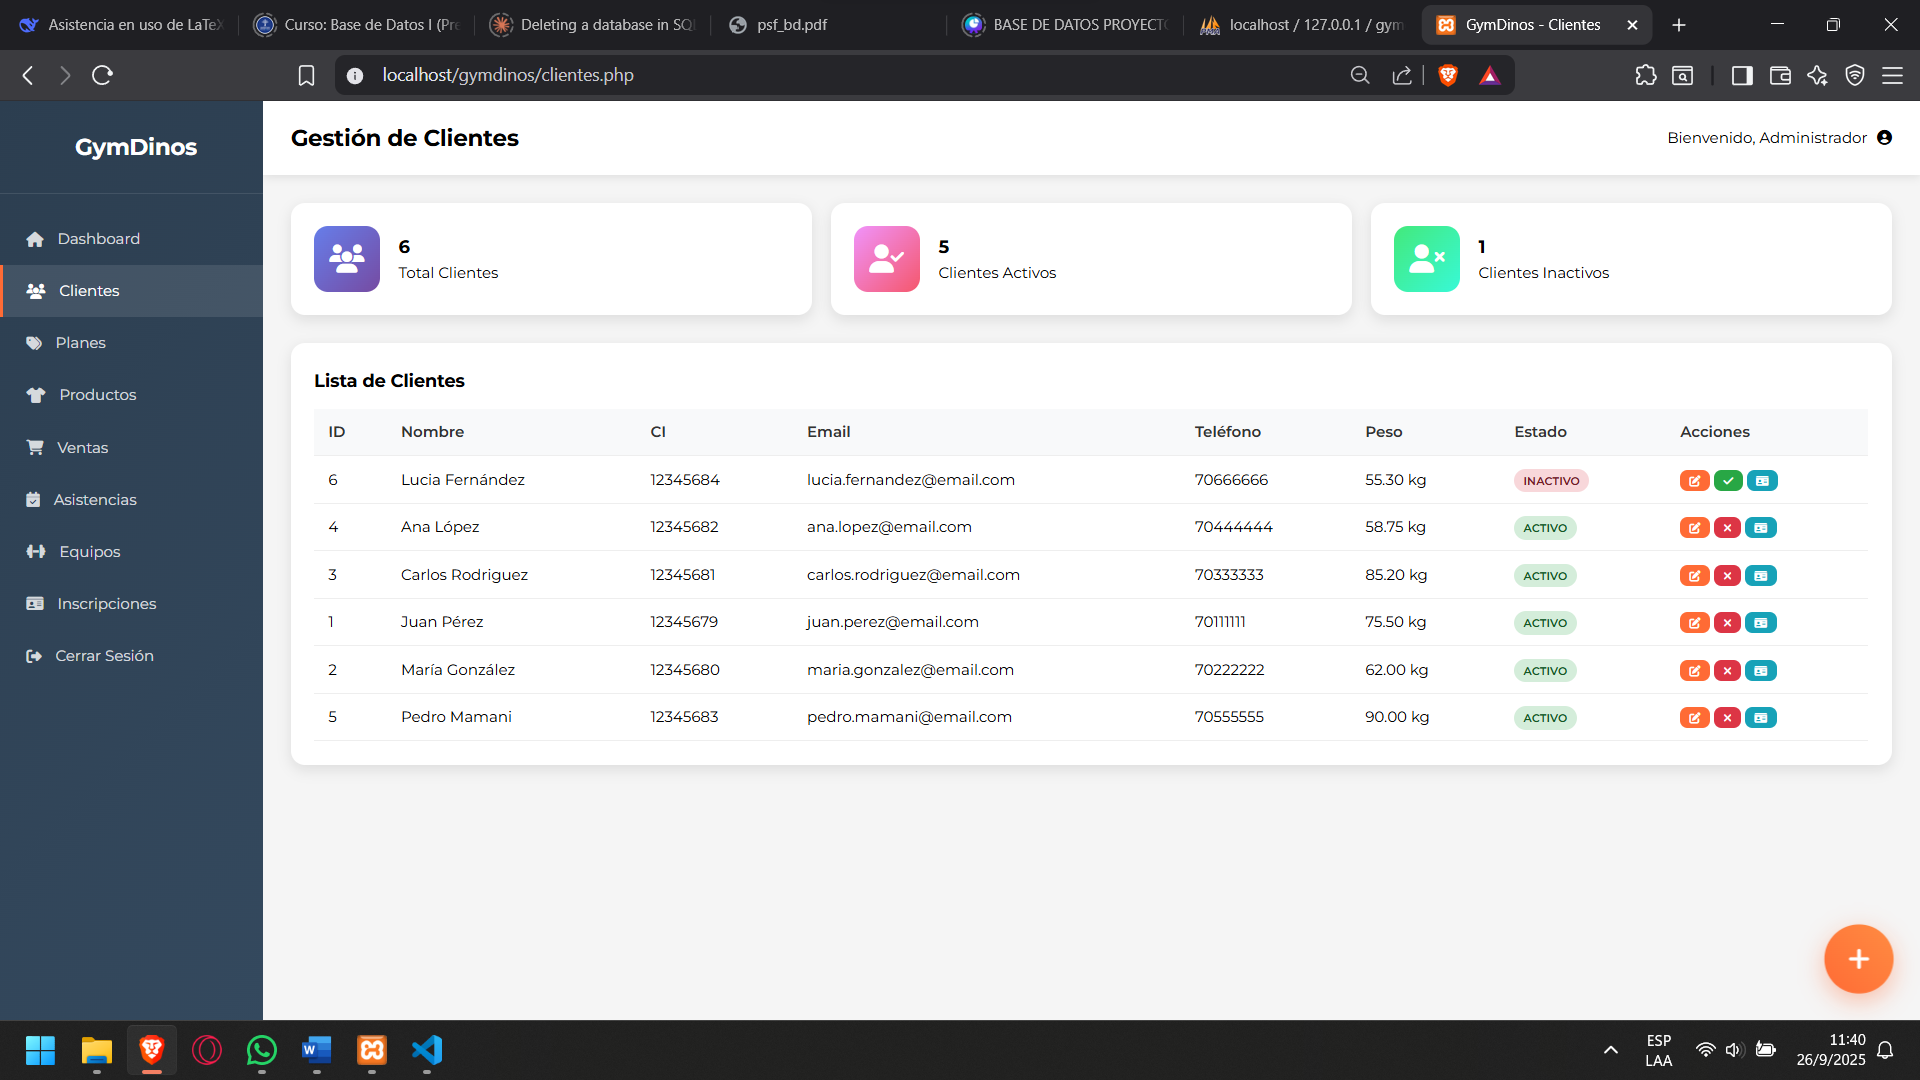 Asistencia en uso de LaTeX
Curso: Base de Datos I (Pre
Deleting a database in SQL
psf_bd.pdf
BASE DE DATOS PROYECTO
localhost / 127.0.0.1 / gym
GymDinos - Clientes
localhost/gymdinos/clientes.php
GymDinos
Dashboard
Clientes
Planes
Productos
Ventas
Asistencias
Equipos
Inscripciones
Cerrar Sesión
Gestión de Clientes
Bienvenido, Administrador
6
Total Clientes
5
Clientes Activos
1
Clientes Inactivos
Lista de Clientes
ID Nombre CI Email Teléfono Peso Estado Acciones
6 Lucia Fernández 12345684 lucia.fernandez@email.com 70666666 55.30 kg INACTIVO
4 Ana López 12345682 ana.lopez@email.com 70444444 58.75 kg ACTIVO
3 Carlos Rodriguez 12345681 carlos.rodriguez@email.com 70333333 85.20 kg ACTIVO
1 Juan Pérez 12345679 juan.perez@email.com 70111111 75.50 kg ACTIVO
2 María González 12345680 maria.gonzalez@email.com 70222222 62.00 kg ACTIVO
5 Pedro Mamani 12345683 pedro.mamani@email.com 70555555 90.00 kg ACTIVO
ESP
LAA
11:40
26/9/2025